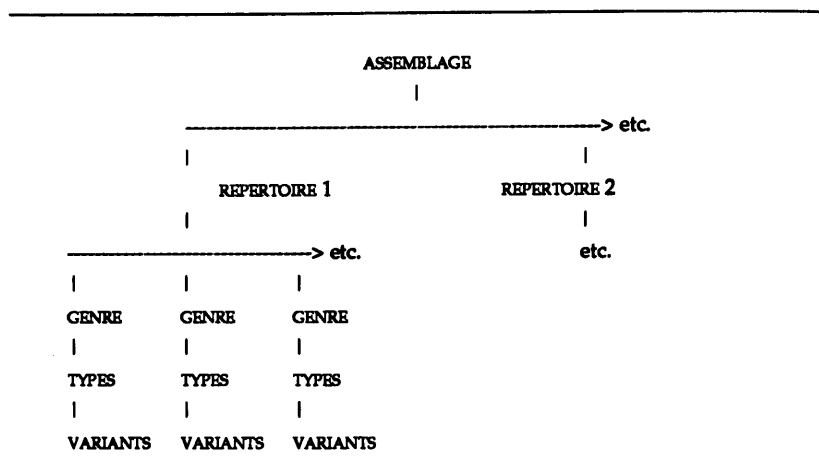 ASSEMBLAGE
etc.
REPERTOIRE 1 REPERTOIRE 2
etc. etc.
GENRE GENRE GENRE
TYPES TYPES TYPES
VARIANTS VARIANTS VARIANTS